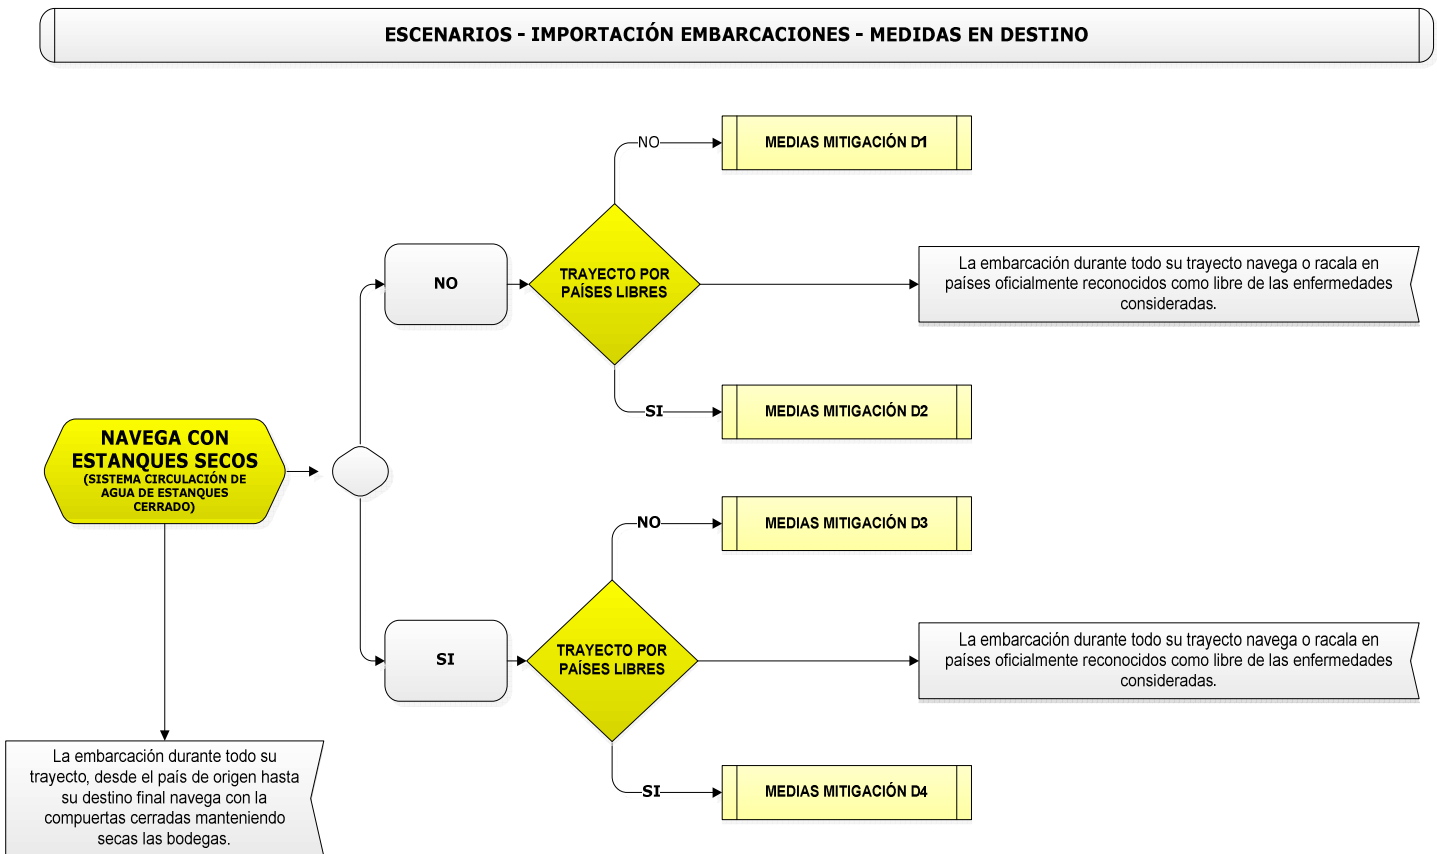 ESCENARIOS - IMPORTACIÓN EMBARCACIONES - MEDIDAS EN DESTINO
NO
MEDIAS MITIGACIÓN D1
NO
TRAYECTO POR
PAÍSES LIBRES
La embarcación durante todo su trayecto navega o racala en
países oficialmente reconocidos como libre de las enfermedades
consideradas.
SI
MEDIAS MITIGACIÓN D2
NAVEGA CON
ESTANQUES SECOS
(SISTEMA CIRCULACIÓN DE
AGUA DE ESTANQUES
CERRADO)
NO
MEDIAS MITIGACIÓN D3
SI
TRAYECTO POR
PAÍSES LIBRES
La embarcación durante todo su trayecto navega o racala en
países oficialmente reconocidos como libre de las enfermedades
consideradas.
SI
MEDIAS MITIGACIÓN D4
La embarcación durante todo su
trayecto, desde el país de origen hasta
su destino final navega con la
compuertas cerradas manteniendo
secas las bodegas.